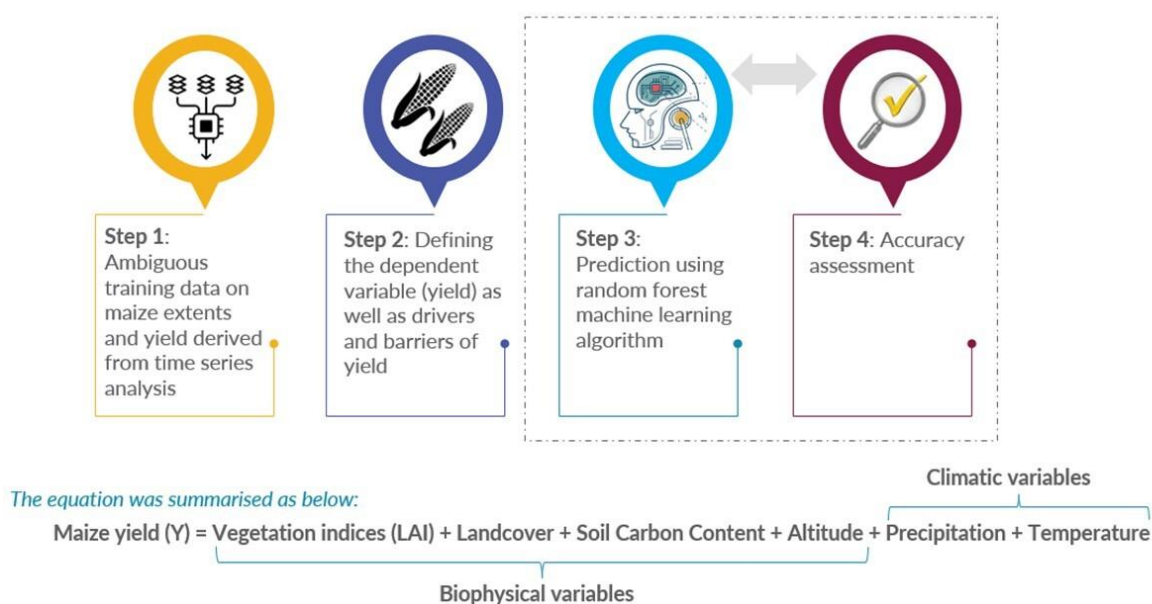 Step 1:
Ambiguous
training data on
maize extents
and yield derived
from time series
analysis
Step 2: Defining
the dependent
variable (yield) as
well as drivers
and barriers of
yield
Step 3:
Prediction using
random forest
machine learning
algorithm
Step 4: Accuracy
assessment
Climatic variables
The equation was summarised as below:
Maize yield (Y) = Vegetation indices (LAI) + Landcover + Soil Carbon Content + Altitude + Precipitation + Temperature
Biophysical variables